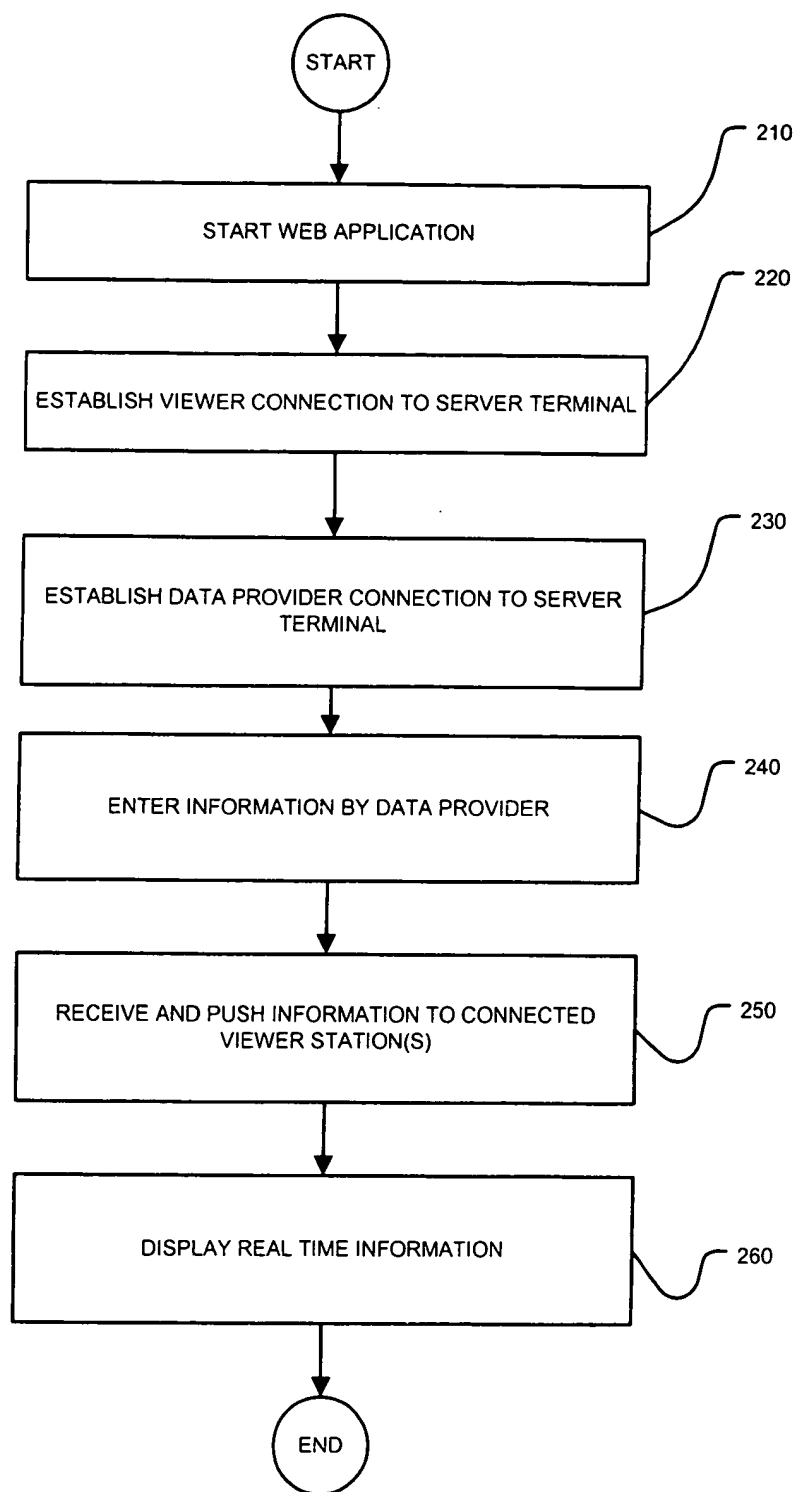 START
210
START WEB APPLICATION
220
ESTABLISH VIEWER CONNECTION TO SERVER TERMINAL
230
ESTABLISH DATA PROVIDER CONNECTION TO SERVER
TERMINAL
240
ENTER INFORMATION BY DATA PROVIDER
250
RECEIVE AND PUSH INFORMATION TO CONNECTED
VIEWER STATION(S)
DISPLAY REAL TIME INFORMATION
260
END